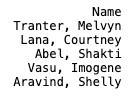 Name
Tranter, Melvyn
Lana, Courtney
Abel, Shakti
Vasu, Imogene
Aravind, Shelly